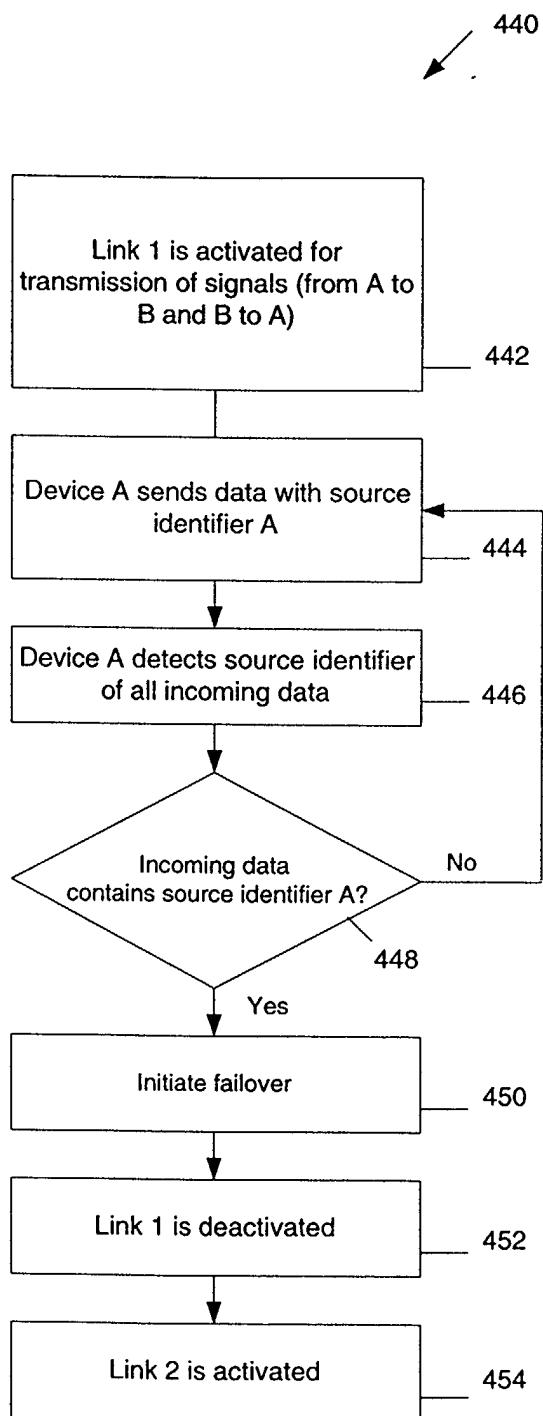 440
Link 1 is activated for
transmission of signals (from A to
B and B to A)
442
Device A sends data with source
identifier A
444
Device A detects source identifier
of all incoming data
446
Incoming data
contains source identifier A?
No
448
Yes
Initiate failover
450
Link 1 is deactivated
452
Link 2 is activated
454